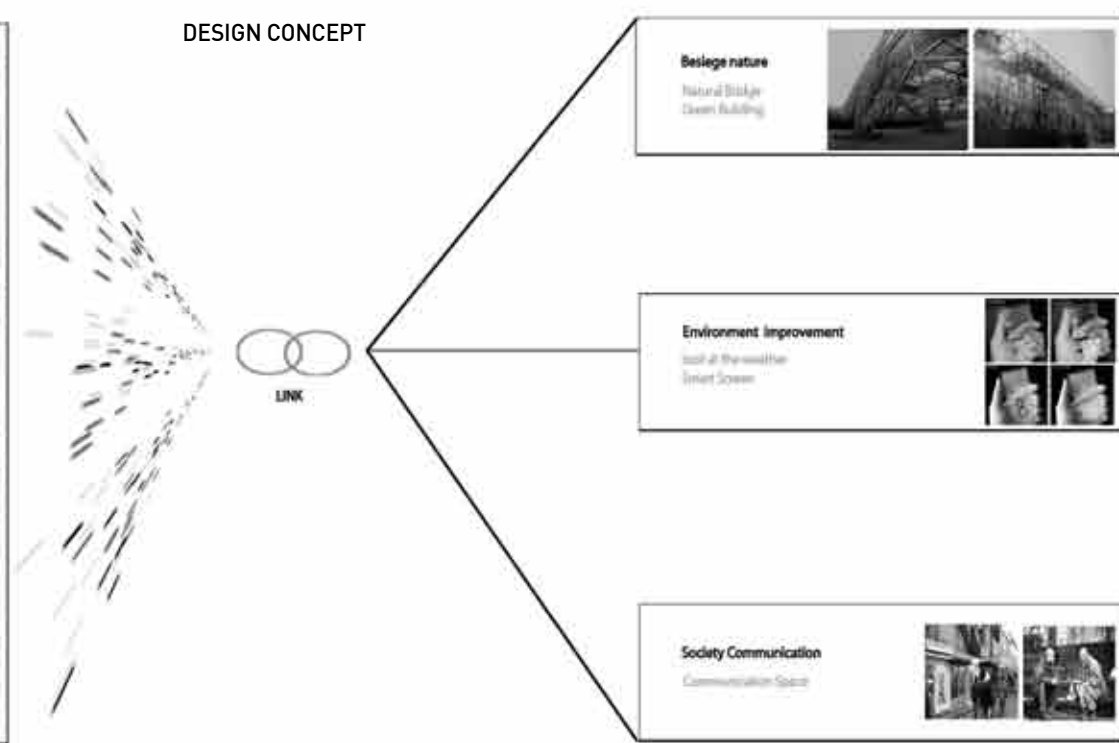 DESIGN CONCEPT
Besiege nature
Natural Bridge
Green Building
LINK
Environment improvement
look at the weather
Smart Screen
Society Communication
Communication Space